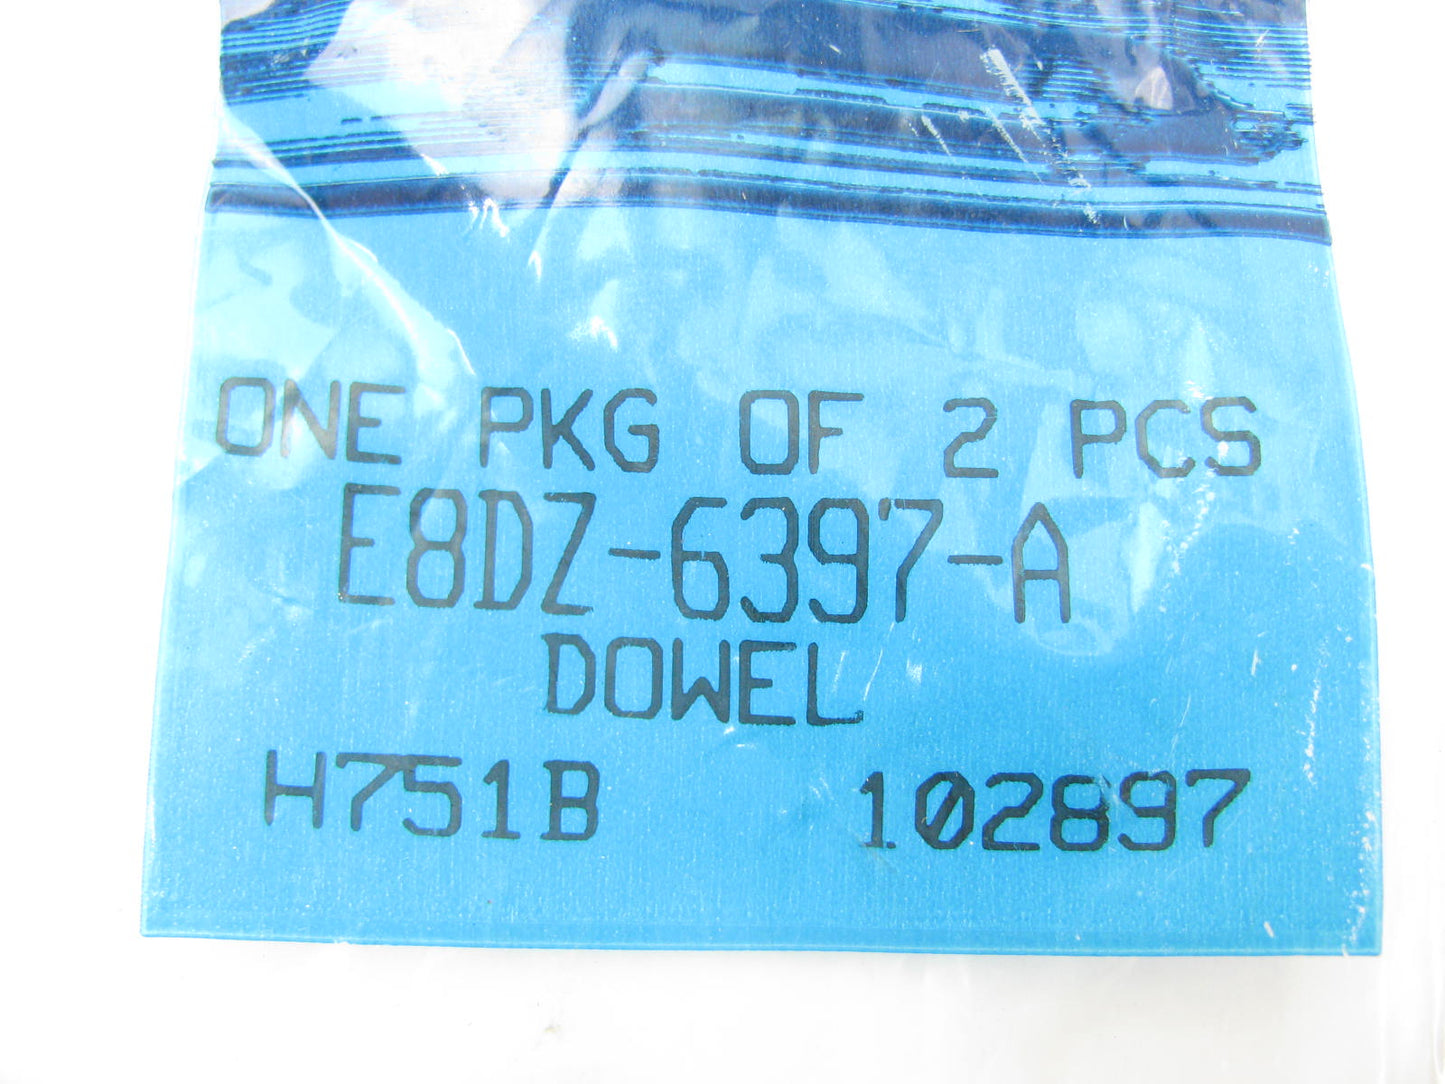 ONE PKG OF 2 PCS
E8DZ-6397-A
DOWEL
H751B 102897